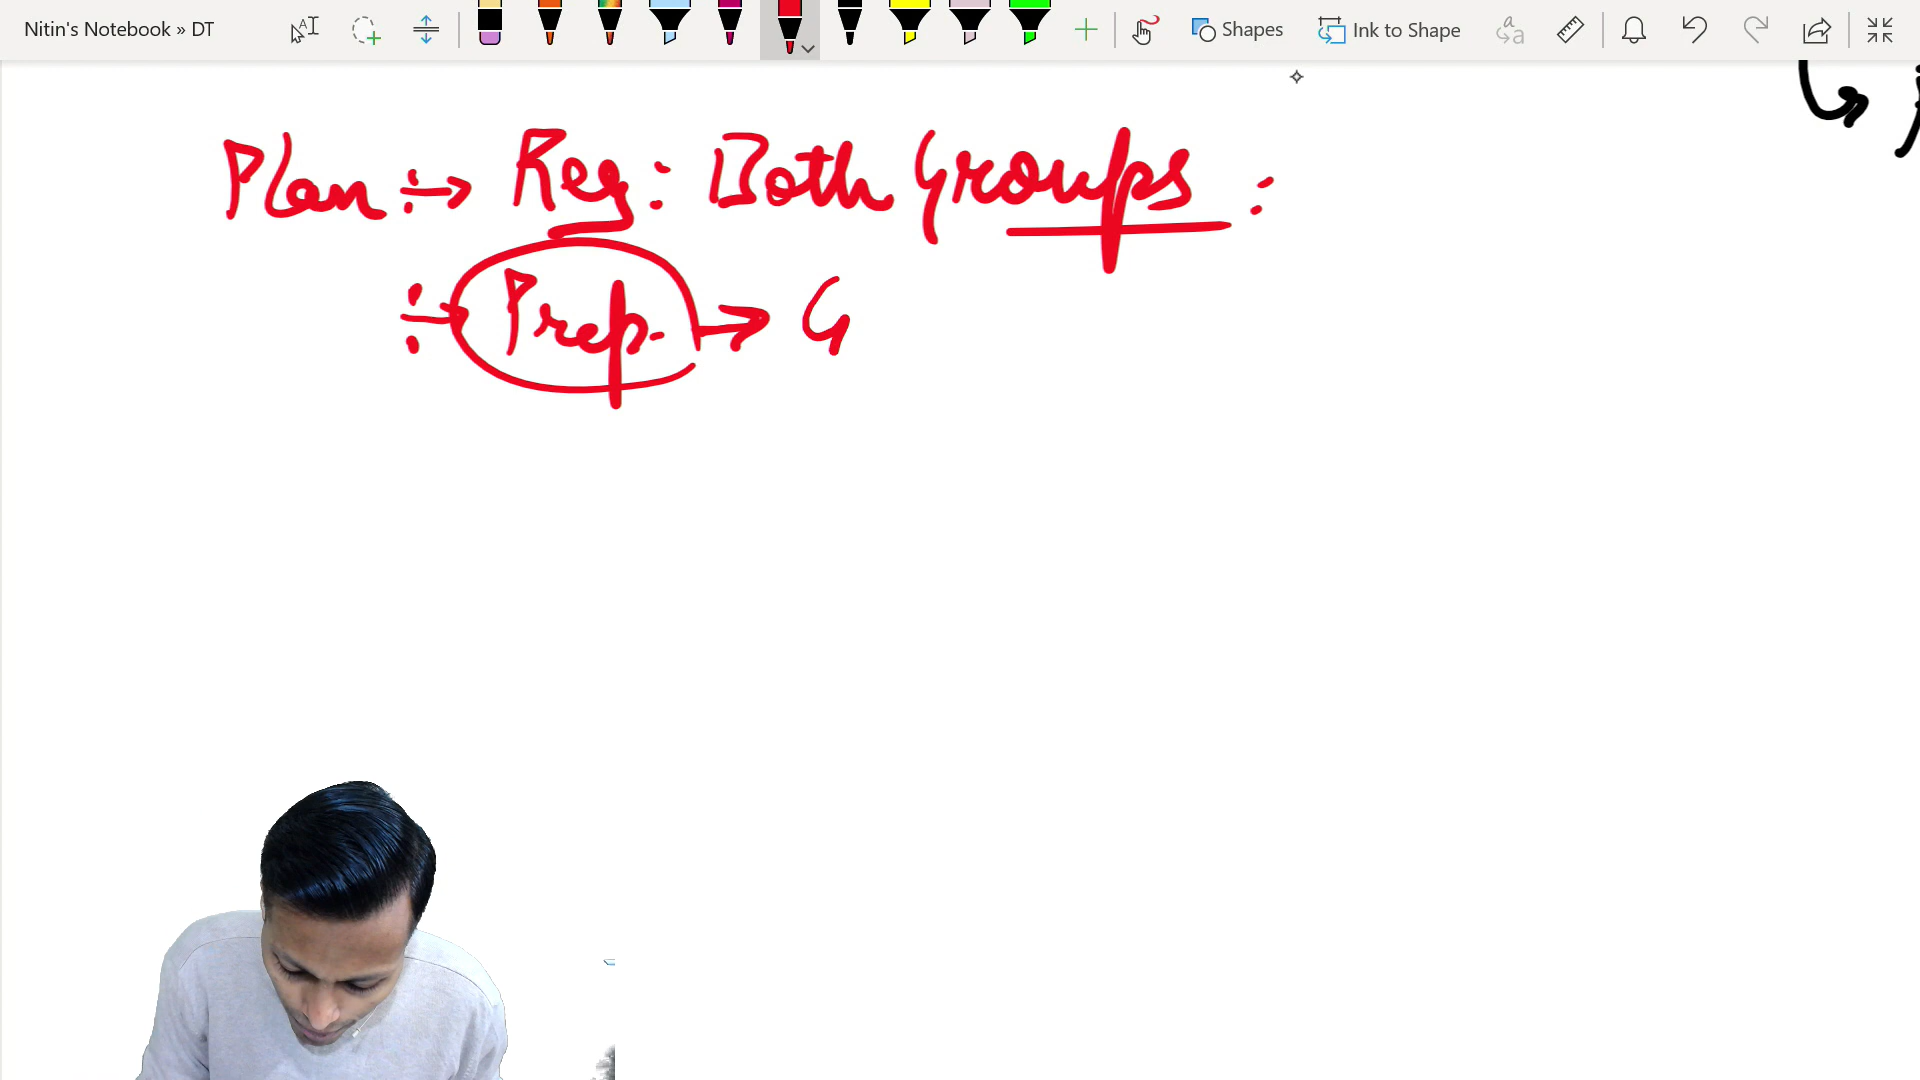 Nitin's Notebook » DT
Shapes
Ink to Shape
Plan ÷→ Reg: Both Groups :
÷→ Prep. → G